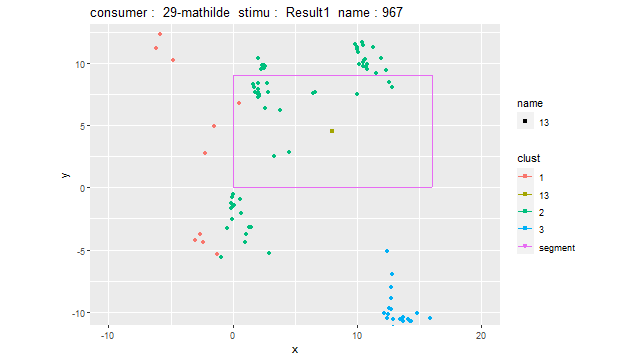 consumer :  29-mathilde  stimu :  Result1  name : 967
10
5
0
-5
-10
y
-10
0
10
20
x
name
13
clust
1
13
2
3
segment